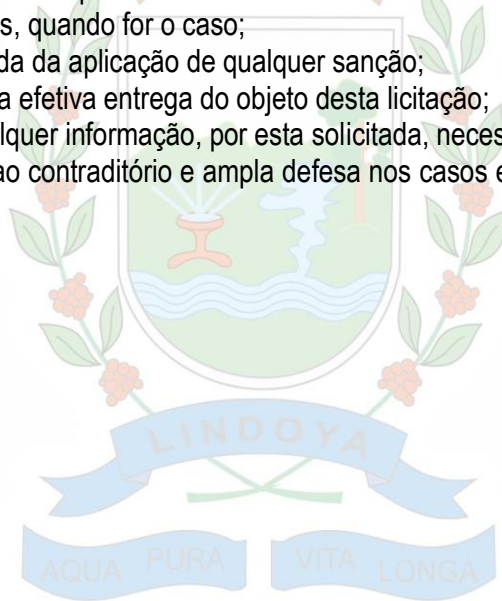 s, quando for o caso;
da da aplicação de qualquer sanção;
a efetiva entrega do objeto desta licitação;
lquer informação, por esta solicitada, neces
ao contraditório e ampla defesa nos casos e
LINDOYA
AQUA PURA VITA LONGA